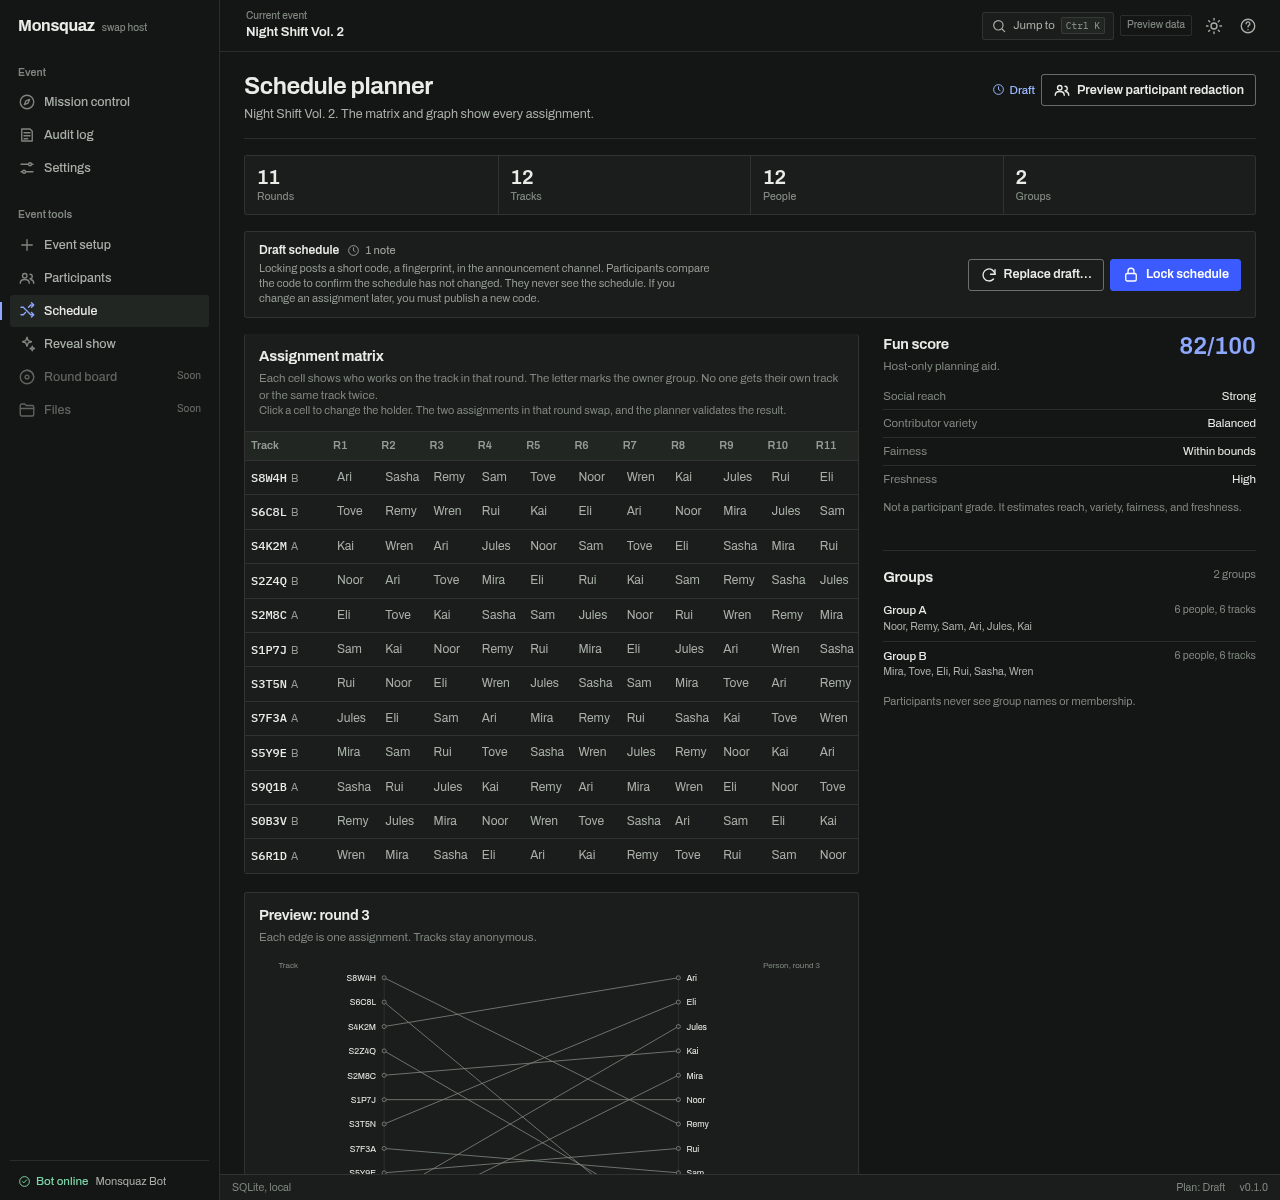 Monsquaz swap host
Event
Mission control
Audit log
Settings
Event tools
Event setup
Participants
Schedule
Reveal show
Round board Soon
Files Soon
Bot online Monsquaz Bot
Current event
Night Shift Vol. 2
Jump to Ctrl K
Preview data
Schedule planner
Night Shift Vol. 2. The matrix and graph show every assignment.
Draft
Preview participant redaction
11
Rounds
12
Tracks
12
People
2
Groups
Draft schedule 1 note
Locking posts a short code, a fingerprint, in the announcement channel. Participants compare
the code to confirm the schedule has not changed. They never see the schedule. If you
change an assignment later, you must publish a new code.
Replace draft...
Lock schedule
Assignment matrix
Each cell shows who works on the track in that round. The letter marks the owner group. No one gets their own track
or the same track twice.
Click a cell to change the holder. The two assignments in that round swap, and the planner validates the result.
Track R1 R2 R3 R4 R5 R6 R7 R8 R9 R10 R11
S8W4H B Ari Sasha Remy Sam Tove Noor Wren Kai Jules Rui Eli
S6C8L B Tove Remy Wren Rui Kai Eli Ari Noor Mira Jules Sam
S4K2M A Kai Wren Ari Jules Noor Sam Tove Eli Sasha Mira Rui
S2Z4Q B Noor Ari Tove Mira Eli Rui Kai Sam Remy Sasha Jules
S2M8C A Eli Tove Kai Sasha Sam Jules Noor Rui Wren Remy Mira
S1P7J B Sam Kai Noor Remy Rui Mira Eli Jules Ari Wren Sasha
S3T5N A Rui Noor Eli Wren Jules Sasha Sam Mira Tove Ari Remy
S7F3A A Jules Eli Sam Ari Mira Remy Rui Sasha Kai Tove Wren
S5Y9E B Mira Sam Rui Tove Sasha Wren Jules Remy Noor Kai Ari
S9Q1B A Sasha Rui Jules Kai Remy Ari Mira Wren Eli Noor Tove
S0B3V B Remy Jules Mira Noor Wren Tove Sasha Ari Sam Eli Kai
S6R1D A Wren Mira Sasha Eli Ari Kai Remy Tove Rui Sam Noor
Fun score 82/100
Host-only planning aid.
Social reach Strong
Contributor variety Balanced
Fairness Within bounds
Freshness High
Not a participant grade. It estimates reach, variety, fairness, and freshness.
Groups 2 groups
Group A 6 people, 6 tracks
Noor, Remy, Sam, Ari, Jules, Kai
Group B 6 people, 6 tracks
Mira, Tove, Eli, Rui, Sasha, Wren
Participants never see group names or membership.
Preview: round 3
Each edge is one assignment. Tracks stay anonymous.
Track Person, round 3
S8W4H Ari
S6C8L Eli
S4K2M Jules
S2Z4Q Kai
S2M8C Mira
S1P7J Noor
S3T5N Remy
S7F3A Rui
S5Y9E Sam
SQLite, local
Plan: Draft v0.1.0